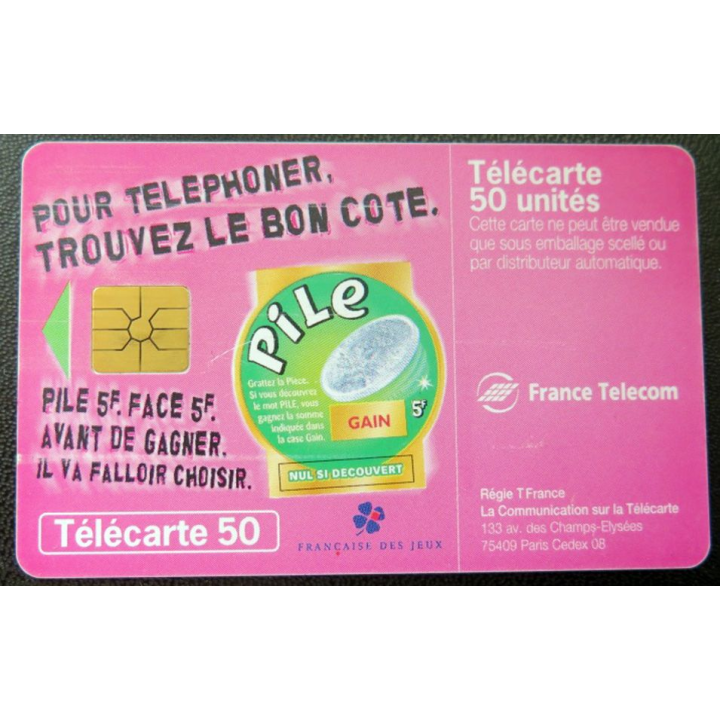 POUR TELEPHONER,
TROUVEZ LE BON COTE.
PiLe
Grattez la Piece.
Si vous découvrez
le mot PILE, vous
gagnez la somme
indiquée dans
la case Gain.
5F
GAIN
NUL SI DECOUVERT
PILE 5F. FACE 5F.
AVANT DE GAGNER,
IL VA FALLOIR CHOISIR.
Télécarte 50
FRANÇAISE DES JEUX
Télécarte
50 unités
Cette carte ne peut être vendue
que sous emballage scellé ou
par distributeur automatique.
France Telecom
Régie T France
La Communication sur la Télécarte
133 av. des Champs-Elysées
75409 Paris Cedex 08